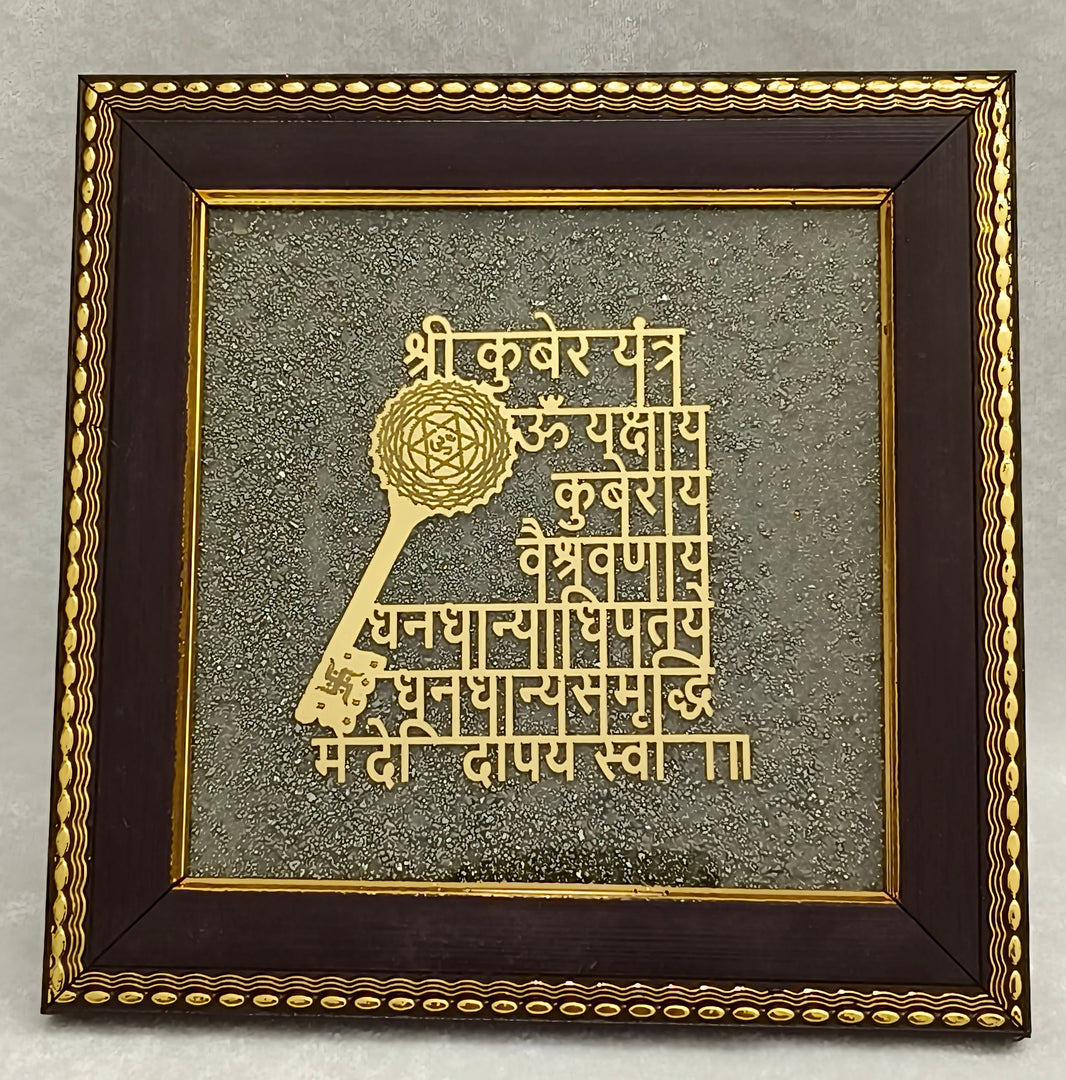 श्री कुबेर यंत्र
ॐ यक्षाय
कुबेराय
वैश्रवणाय
धनधान्याधिपतये
धनधान्यसमृद्धि
मे दे ा दापय स्वा ा॥